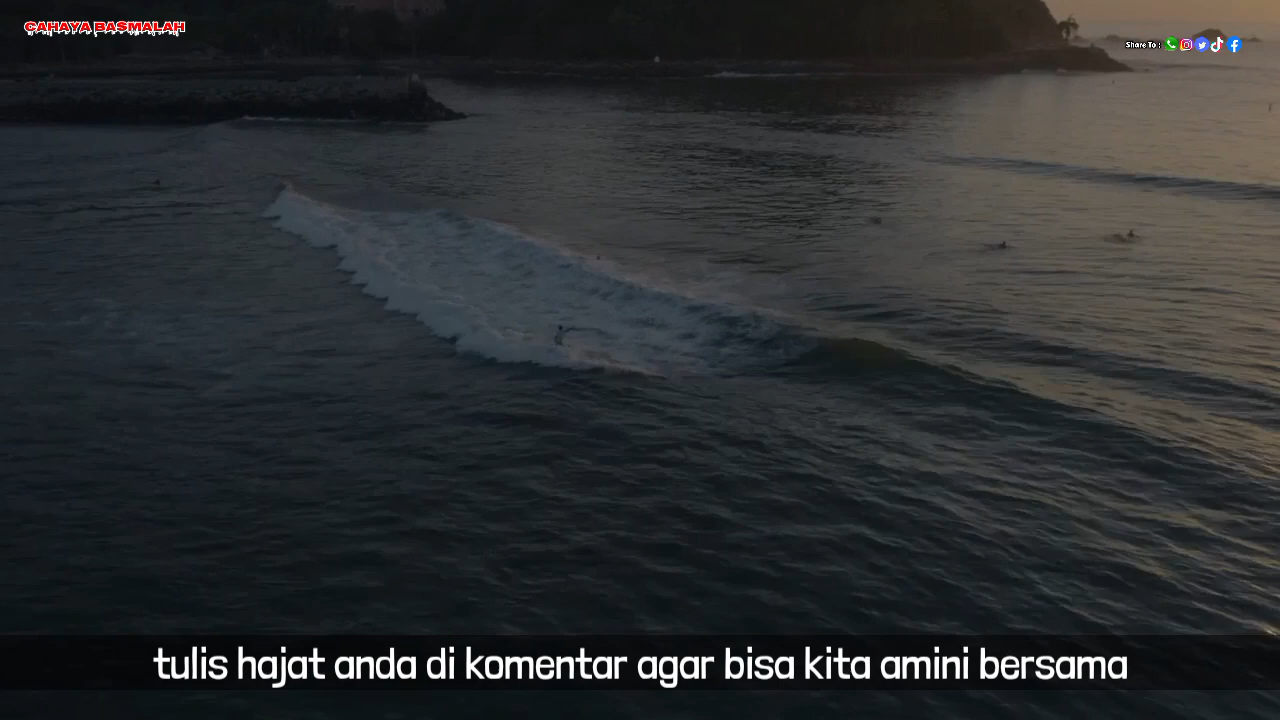 CAHAYA BASMALAH
Share To :
tulis hajat anda di komentar agar bisa kita amini bersama